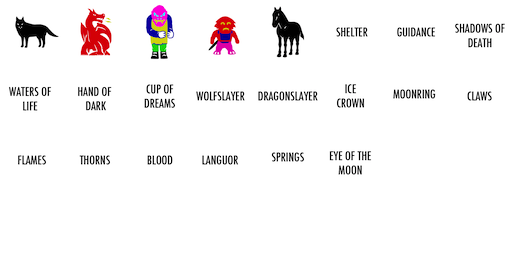 SHELTER GUIDANCE SHADOWS OF
DEATH
WATERS OF
LIFE
HAND OF
DARK
CUP OF
DREAMS
WOLFSLAYER DRAGONSLAYER
ICE
CROWN
MOONRING CLAWS
FLAMES THORNS BLOOD LANGUOR SPRINGS EYE OF THE
MOON